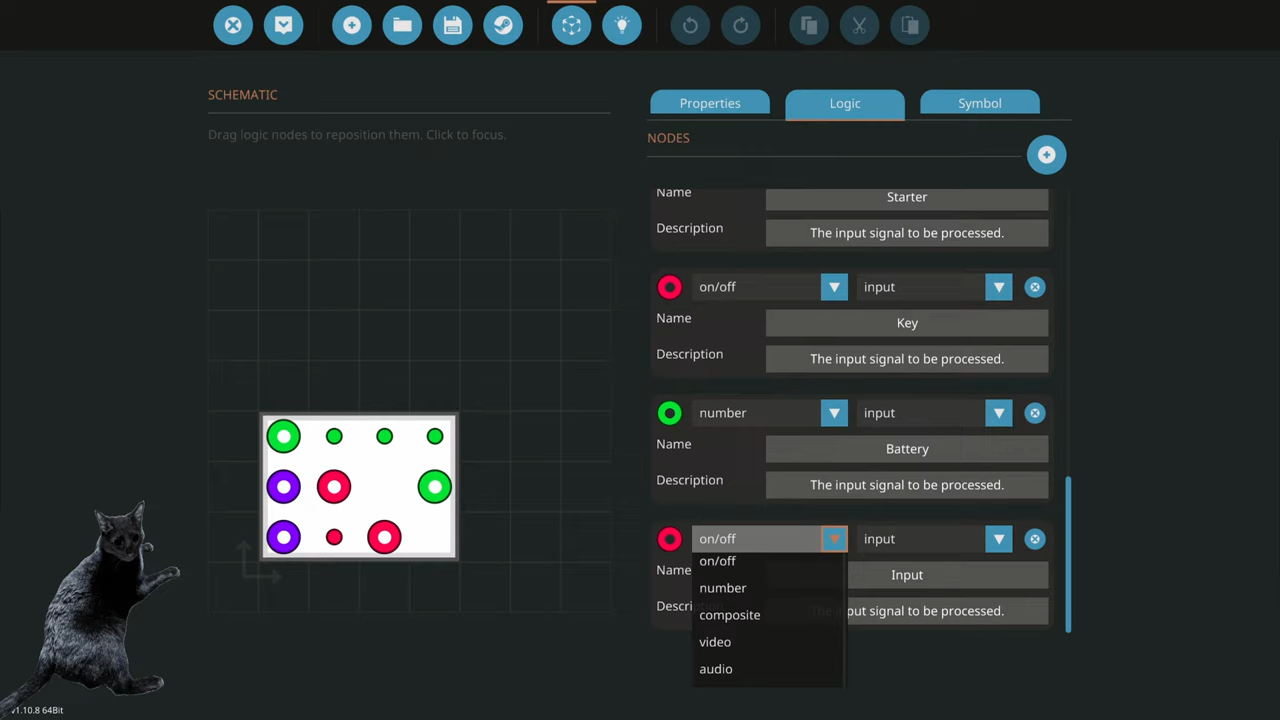 SCHEMATIC
Drag logic nodes to reposition them. Click to focus.
Properties
Logic
Symbol
NODES
Name
Starter
Description
The input signal to be processed.
on/off
input
Name
Key
Description
The input signal to be processed.
number
input
Name
Battery
Description
The input signal to be processed.
on/off
input
Name
Input
The input signal to be processed.
on/off
number
composite
video
audio
v1.10.8 64Bit